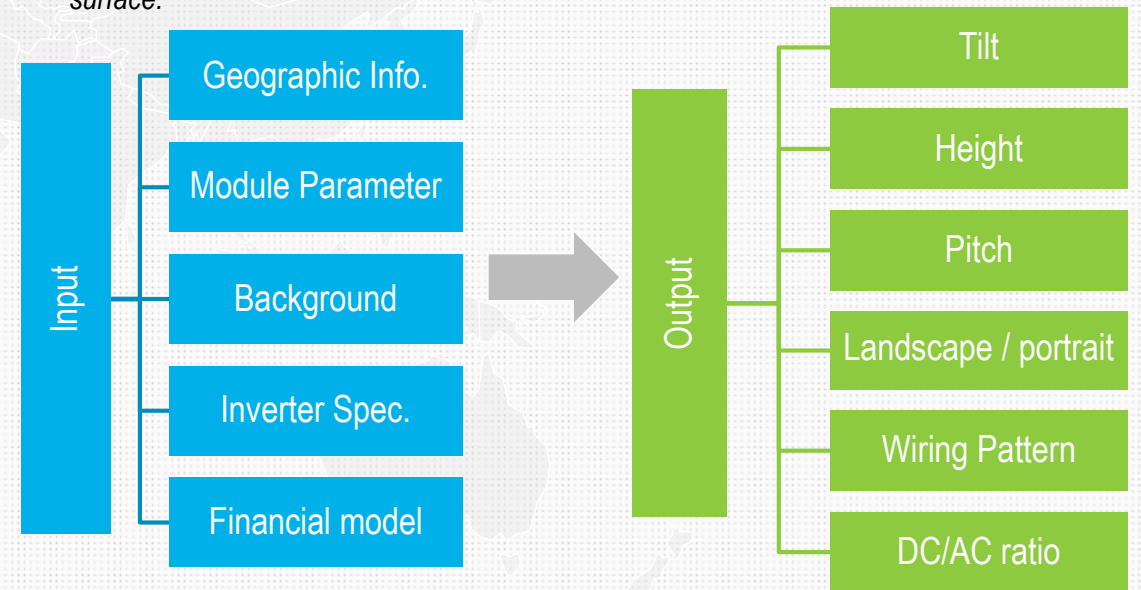 surface.
Input
Geographic Info.
Module Parameter
Background
Inverter Spec.
Financial model
Output
Tilt
Height
Pitch
Landscape / portrait
Wiring Pattern
DC/AC ratio